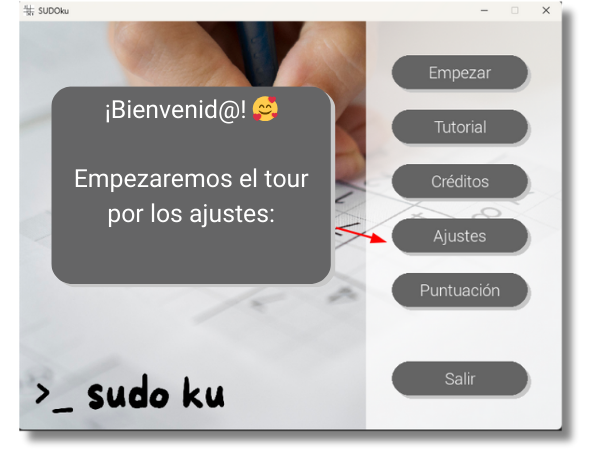 SUDOku
¡Bienvenid@! 🥰
Empezaremos el tour
por los ajustes:
Empezar
Tutorial
Créditos
Ajustes
Puntuación
Salir
>_ sudo ku